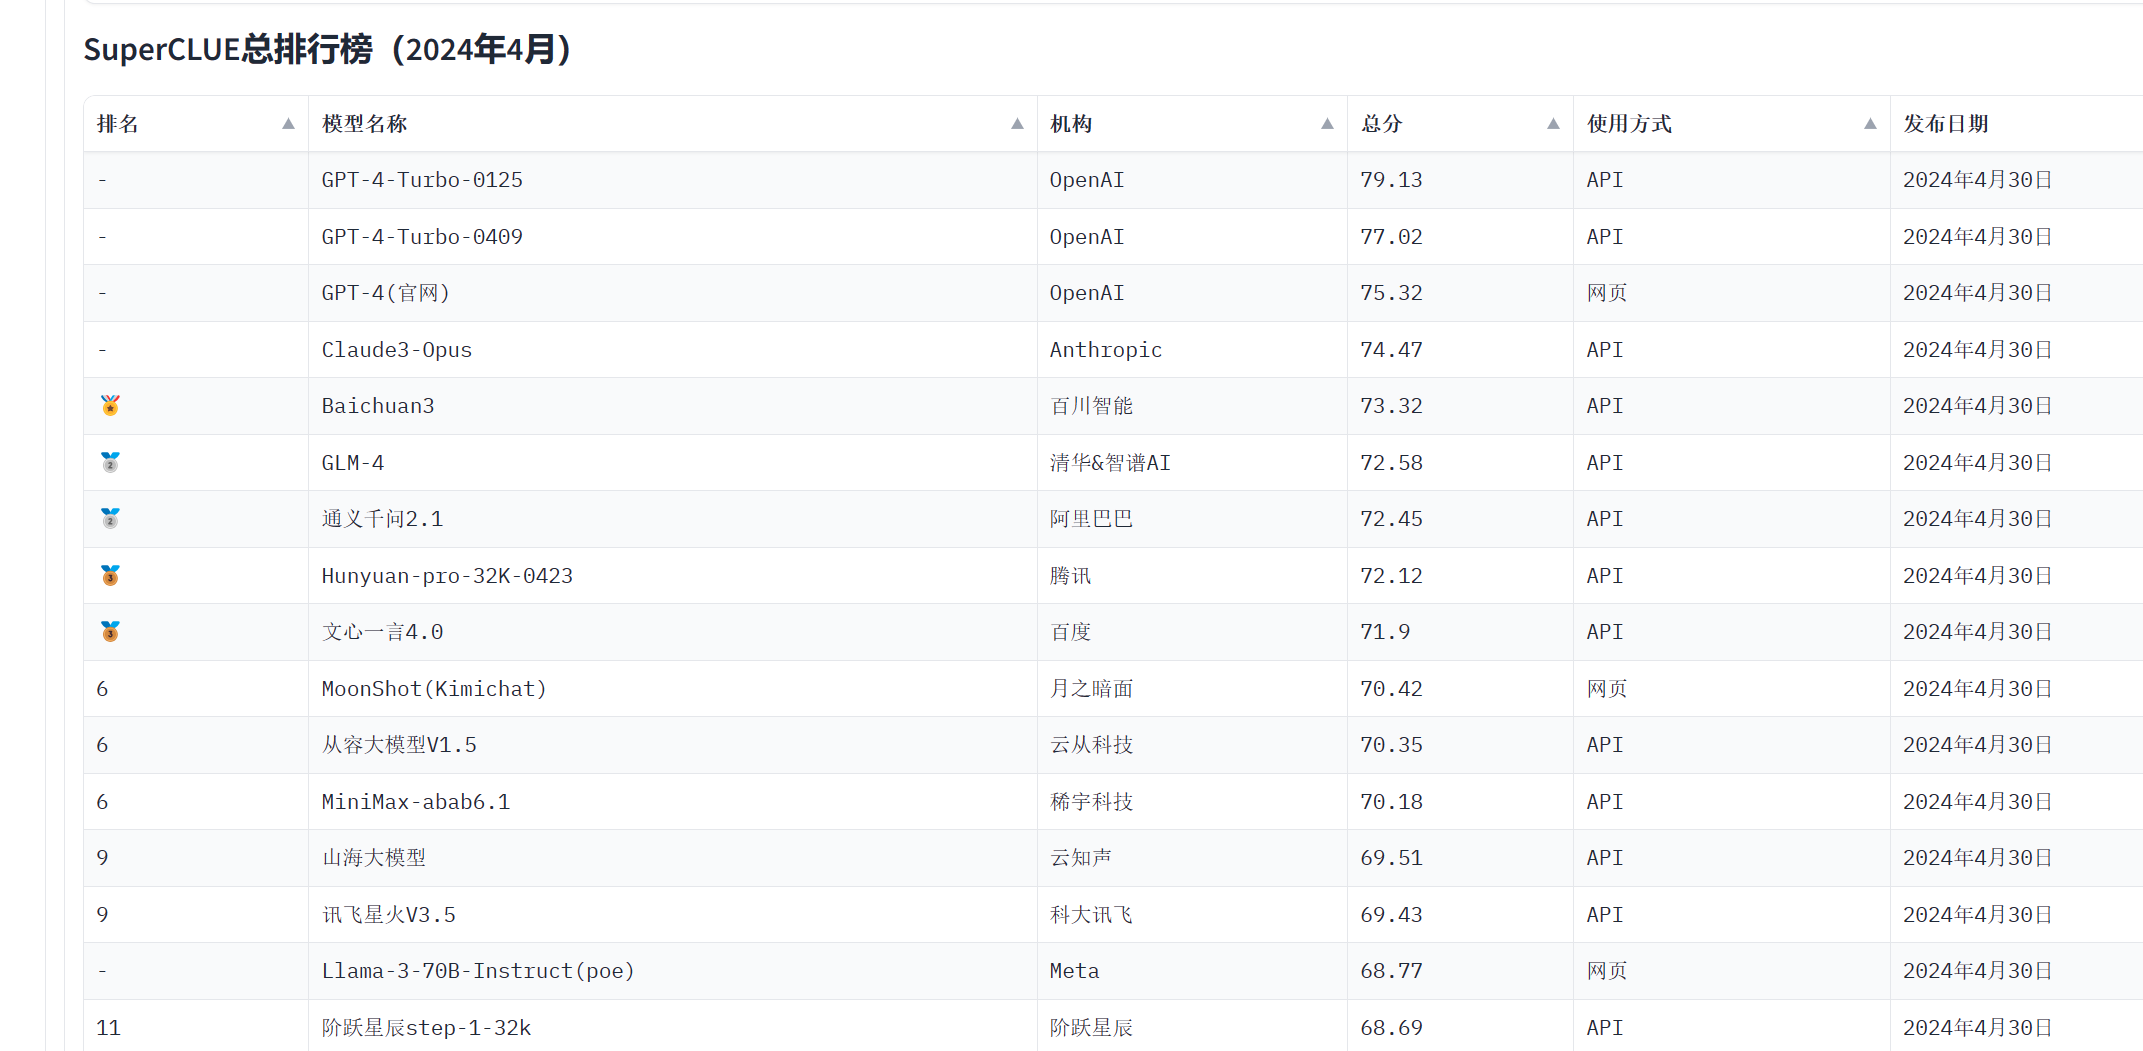 SuperCLUE总排行榜（2024年4月）
排名 ▲ 模型名称 ▲ 机构 ▲ 总分 ▲ 使用方式 ▲ 发布日期
- GPT-4-Turbo-0125 OpenAI 79.13 API 2024年4月30日
- GPT-4-Turbo-0409 OpenAI 77.02 API 2024年4月30日
- GPT-4(官网) OpenAI 75.32 网页 2024年4月30日
- Claude3-Opus Anthropic 74.47 API 2024年4月30日
🏅 Baichuan3 百川智能 73.32 API 2024年4月30日
🥈 GLM-4 清华&智谱AI 72.58 API 2024年4月30日
🥈 通义千问2.1 阿里巴巴 72.45 API 2024年4月30日
🥉 Hunyuan-pro-32K-0423 腾讯 72.12 API 2024年4月30日
🥉 文心一言4.0 百度 71.9 API 2024年4月30日
6 MoonShot(Kimichat) 月之暗面 70.42 网页 2024年4月30日
6 从容大模型V1.5 云从科技 70.35 API 2024年4月30日
6 MiniMax-abab6.1 稀宇科技 70.18 API 2024年4月30日
9 山海大模型 云知声 69.51 API 2024年4月30日
9 讯飞星火V3.5 科大讯飞 69.43 API 2024年4月30日
- Llama-3-70B-Instruct(poe) Meta 68.77 网页 2024年4月30日
11 阶跃星辰step-1-32k 阶跃星辰 68.69 API 2024年4月30日